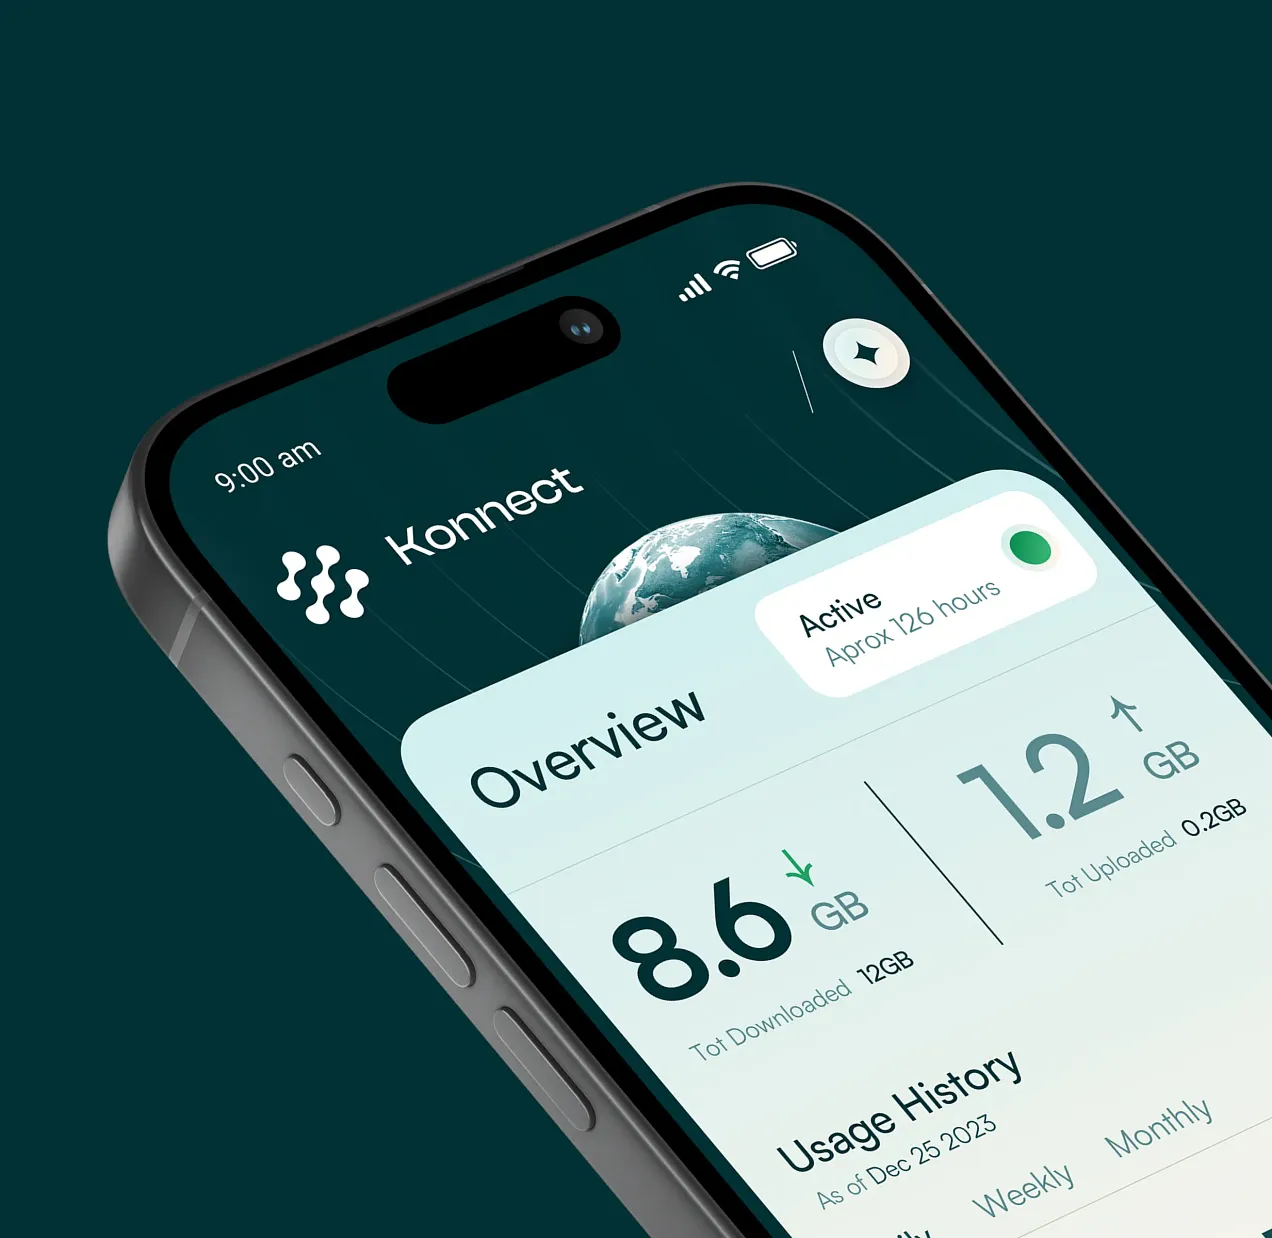 9:00 am
Konnect
Overview
Active
Aprox 126 hours
8.6 GB
Tot Downloaded 12GB
1.2 GB
Tot Uploaded 0.2GB
Usage History
As of Dec 25 2023
Weekly Monthly